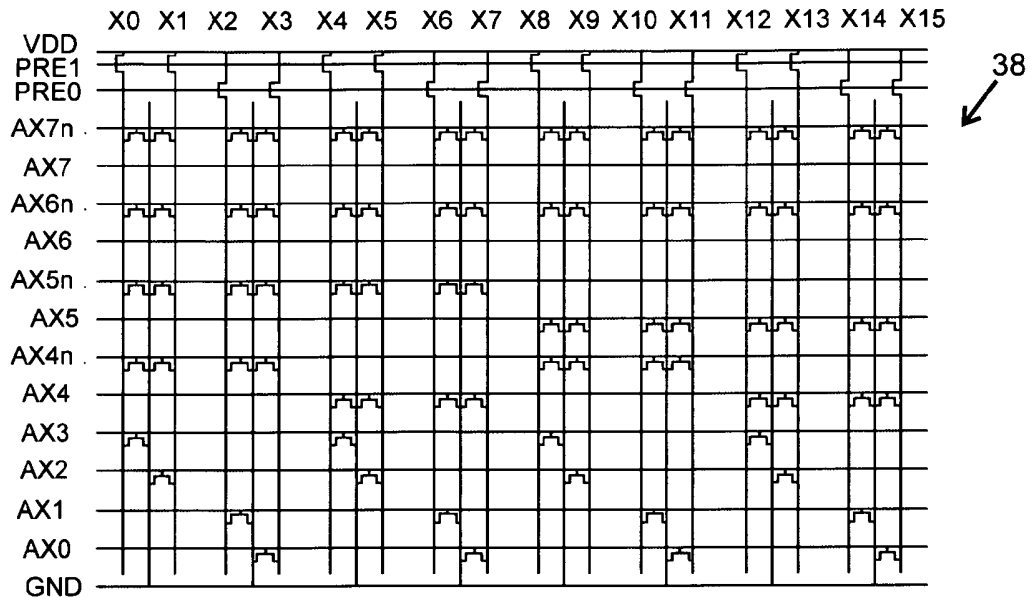 X0 X1 X2 X3 X4 X5 X6 X7 X8 X9 X10 X11 X12 X13 X14 X15
VDD
PRE1
PRE0
38
AX7n
AX7
AX6n
AX6
AX5n
AX5
AX4n
AX4
AX3
AX2
AX1
AX0
GND